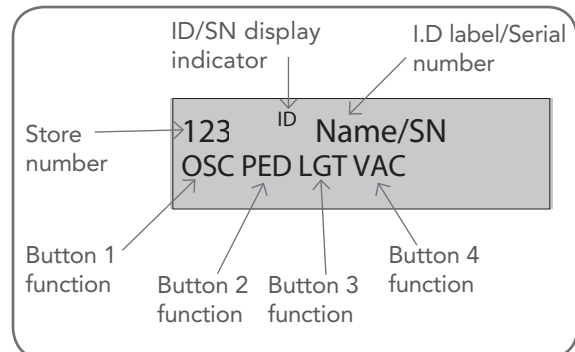 ID/SN display
indicator
I.D label/Serial
number
Store
number
123 ID Name/SN
OSC PED LGT VAC
Button 1
function
Button 2
function
Button 3
function
Button 4
function